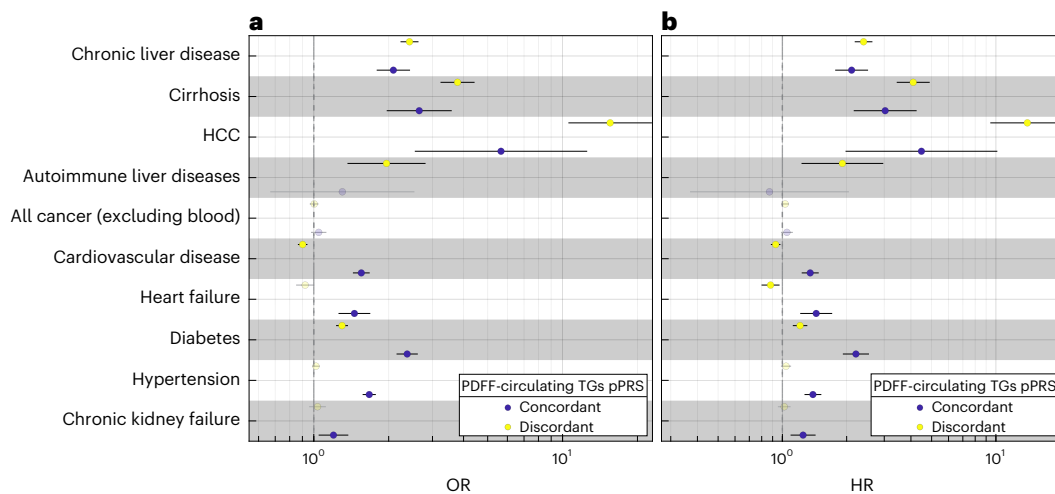 a
b
Chronic liver disease
Cirrhosis
HCC
Autoimmune liver diseases
All cancer (excluding blood)
Cardiovascular disease
Heart failure
Diabetes
Hypertension
Chronic kidney failure
PDFF-circulating TGs pPRS
Concordant
Discordant
PDFF-circulating TGs pPRS
Concordant
Discordant
10⁰ 10¹
10⁰ 10¹
OR
HR